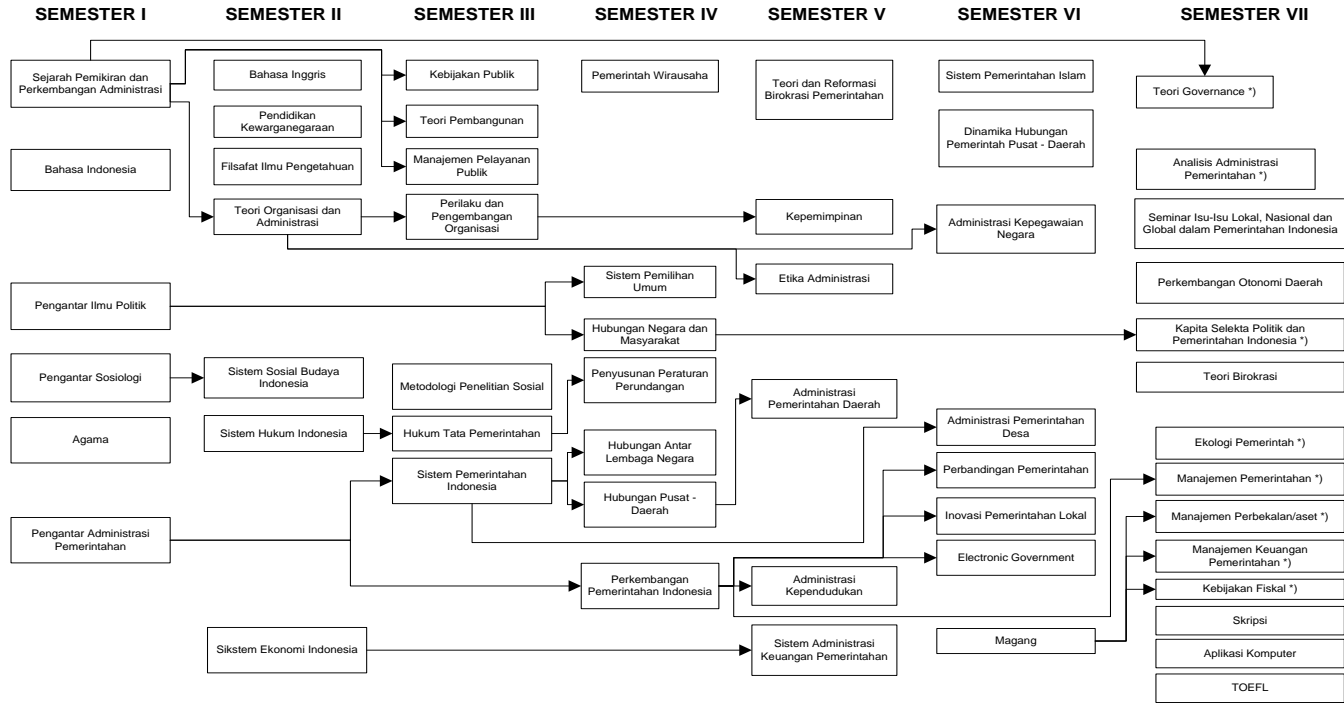 SEMESTER I
SEMESTER II
SEMESTER III
SEMESTER IV
SEMESTER V
SEMESTER VI
SEMESTER VII
Sejarah Pemikiran dan
Perkembangan Administrasi
Bahasa Indonesia
Pengantar Ilmu Politik
Pengantar Sosiologi
Agama
Pengantar Administrasi
Pemerintahan
Bahasa Inggris
Pendidikan
Kewarganegaraan
Filsafat Ilmu Pengetahuan
Teori Organisasi dan
Administrasi
Sistem Sosial Budaya
Indonesia
Sistem Hukum Indonesia
Sikstem Ekonomi Indonesia
Kebijakan Publik
Teori Pembangunan
Manajemen Pelayanan
Publik
Perilaku dan
Pengembangan
Organisasi
Metodologi Penelitian Sosial
Hukum Tata Pemerintahan
Sistem Pemerintahan
Indonesia
Pemerintah Wirausaha
Sistem Pemilihan
Umum
Hubungan Negara dan
Masyarakat
Penyusunan Peraturan
Perundangan
Hubungan Antar
Lembaga Negara
Hubungan Pusat -
Daerah
Perkembangan
Pemerintahan Indonesia
Teori dan Reformasi
Birokrasi Pemerintahan
Kepemimpinan
Etika Administrasi
Administrasi
Pemerintahan Daerah
Administrasi
Kependudukan
Sistem Administrasi
Keuangan Pemerintahan
Sistem Pemerintahan Islam
Dinamika Hubungan
Pemerintah Pusat - Daerah
Administrasi Kepegawaian
Negara
Administrasi Pemerintahan
Desa
Perbandingan Pemerintahan
Inovasi Pemerintahan Lokal
Electronic Government
Magang
Teori Governance *)
Analisis Administrasi
Pemerintahan *)
Seminar Isu-Isu Lokal, Nasional dan
Global dalam Pemerintahan Indonesia
Perkembangan Otonomi Daerah
Kapita Selekta Politik dan
Pemerintahan Indonesia *)
Teori Birokrasi
Ekologi Pemerintah *)
Manajemen Pemerintahan *)
Manajemen Perbekalan/aset *)
Manajemen Keuangan
Pemerintahan *)
Kebijakan Fiskal *)
Skripsi
Aplikasi Komputer
TOEFL